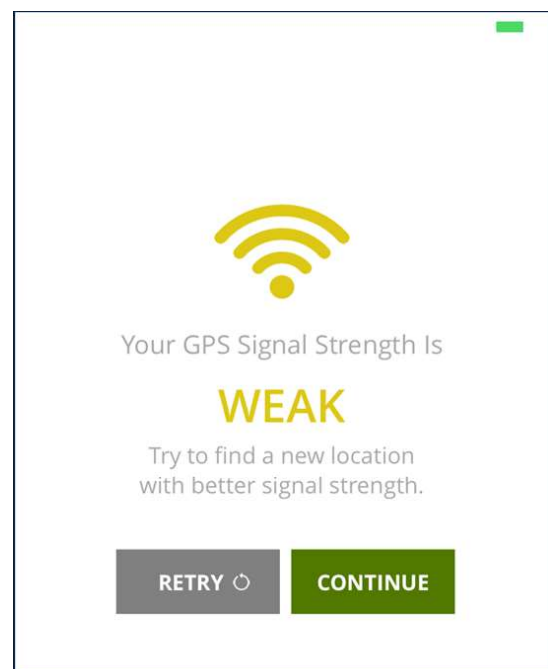 Your GPS Signal Strength Is
WEAK
Try to find a new location
with better signal strength.
RETRY
CONTINUE